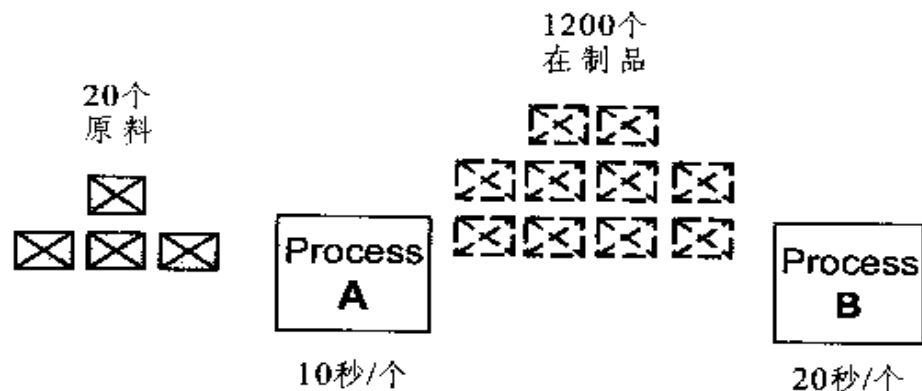 1200个
在制品
20个
原料
Process
A
Process
B
10秒/个
20秒/个